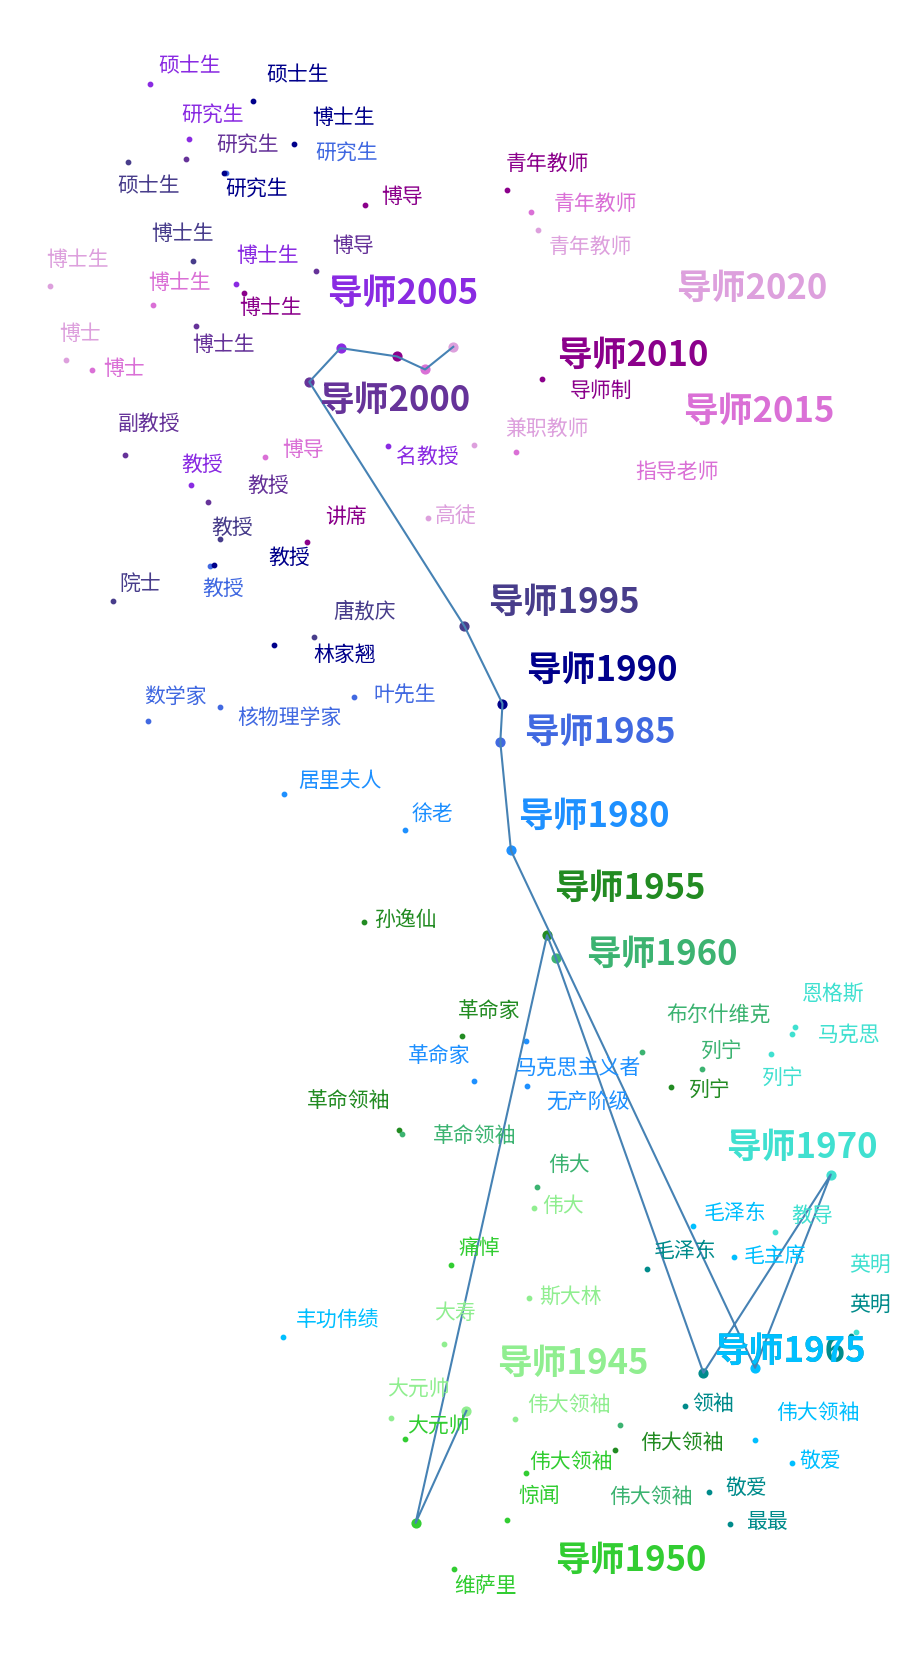 硕士生
硕士生
研究生
博士生
研究生
研究生
青年教师
硕士生
研究生
博导
青年教师
博士生
博导
青年教师
博士生
博士生
博士生
导师2005
导师2020
博士生
博士
博士生
导师2010
博士
导师制
导师2000
导师2015
副教授
兼职教师
教授
博导
名教授
指导老师
教授
讲席
高徒
教授
教授
院士
教授
导师1995
唐敖庆
林家翘
导师1990
数学家
叶先生
核物理学家
导师1985
居里夫人
徐老
导师1980
导师1955
孙逸仙
导师1960
恩格斯
革命家
布尔什维克
马克思
革命家
列宁
马克思主义者
列宁
列宁
革命领袖
无产阶级
革命领袖
导师1970
伟大
伟大
毛泽东
教导
痛悼
毛泽东
毛主席
英明
斯大林
英明
大寿
丰功伟绩
导师1975
导师1945
大元帅
伟大领袖
领袖
伟大领袖
大元帅
伟大领袖
伟大领袖
敬爱
惊闻
伟大领袖
敬爱
最最
导师1950
维萨里